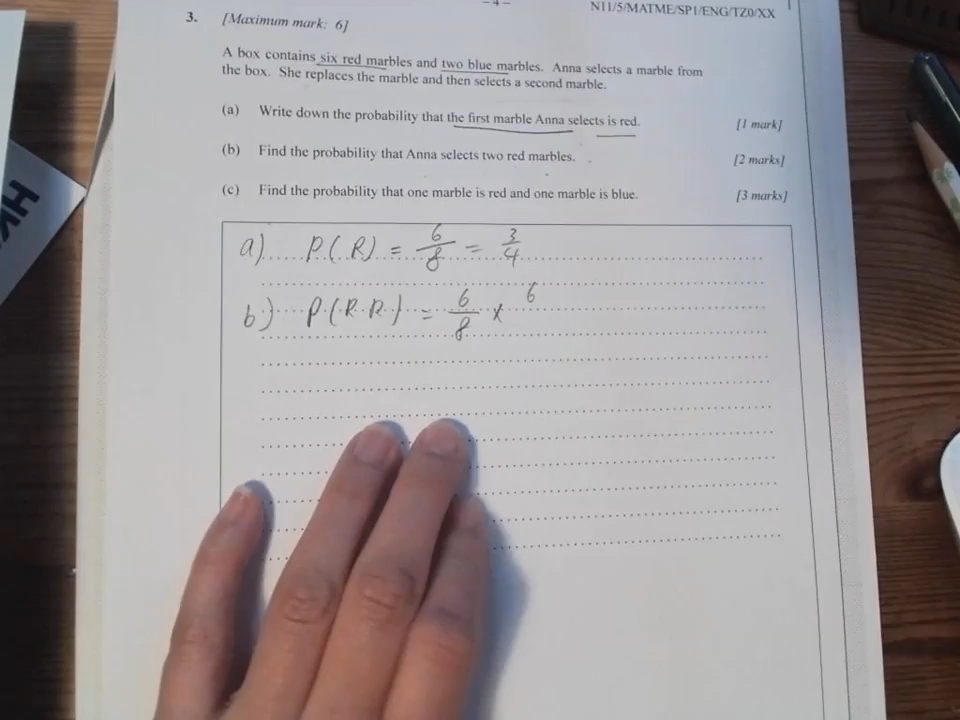 – 4 –
N11/5/MATME/SP1/ENG/TZ0/XX
3. [Maximum mark: 6]
A box contains six red marbles and two blue marbles. Anna selects a marble from
the box. She replaces the marble and then selects a second marble.
(a) Write down the probability that the first marble Anna selects is red. [1 mark]
(b) Find the probability that Anna selects two red marbles. [2 marks]
(c) Find the probability that one marble is red and one marble is blue. [3 marks]
a) P(R) = 6/8 = 3/4
b) P(RR) = 6/8 × 6